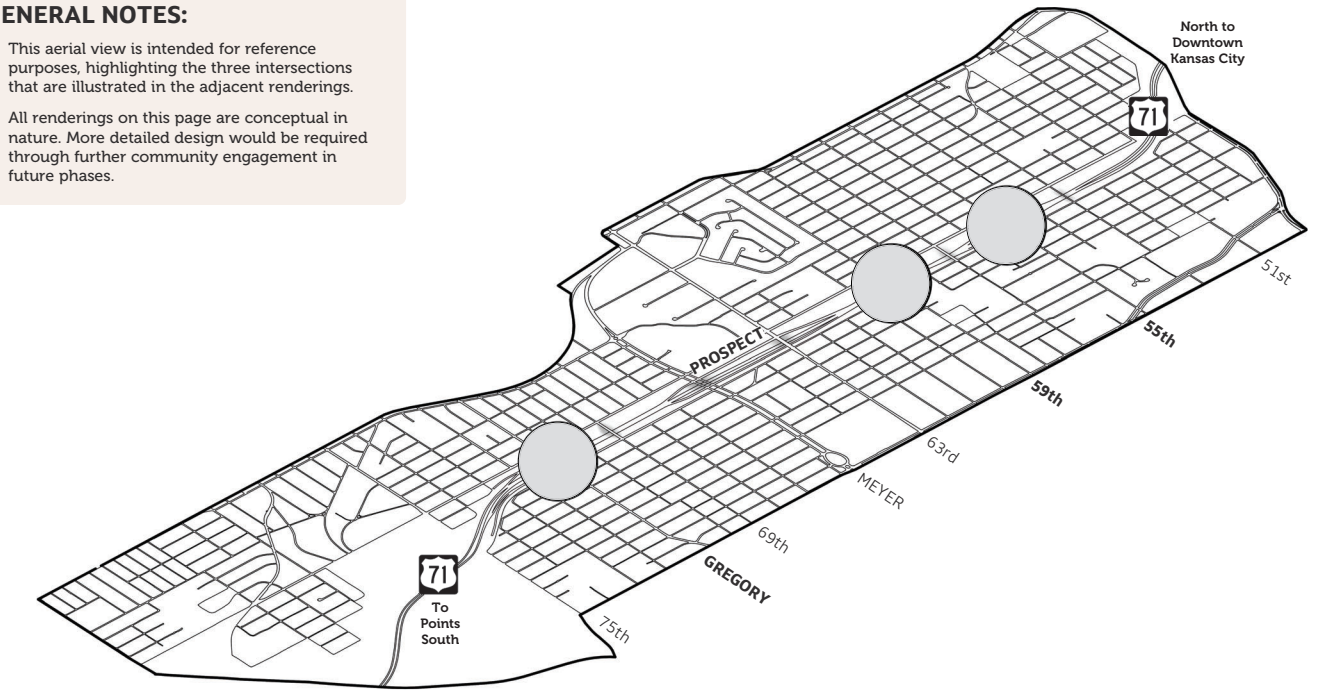 ENERAL NOTES:
This aerial view is intended for reference
purposes, highlighting the three intersections
that are illustrated in the adjacent renderings.
All renderings on this page are conceptual in
nature. More detailed design would be required
through further community engagement in
future phases.
North to
Downtown
Kansas City
71
51st
55th
PROSPECT
59th
63rd
MEYER
69th
GREGORY
71
To
Points
South
75th